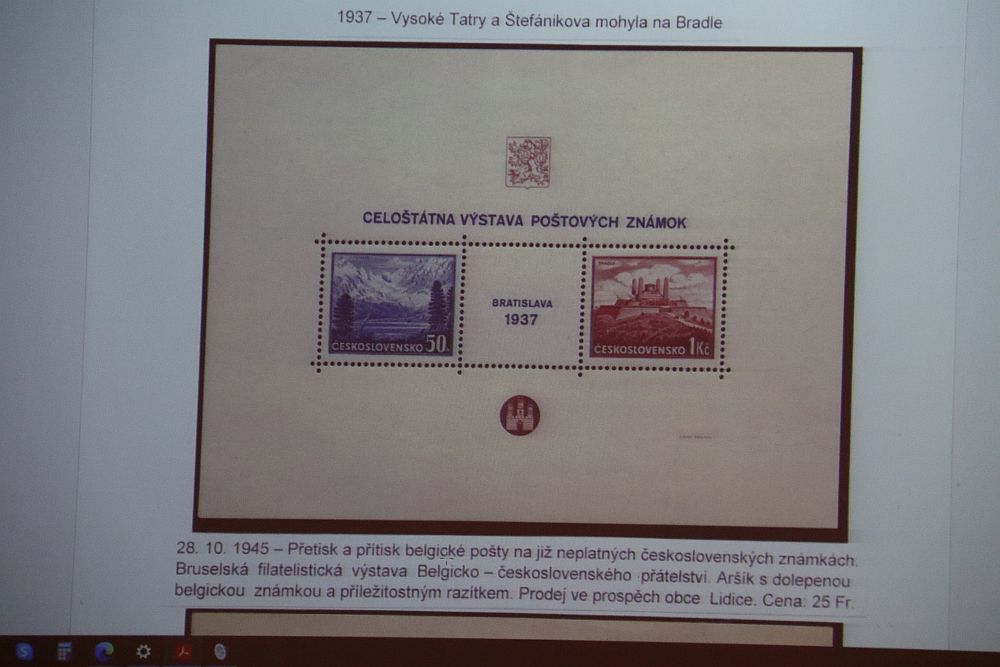 1937 – Vysoké Tatry a Štefánikova mohyla na Bradle
CELOŠTÁTNA VÝSTAVA POŠTOVÝCH ZNÁMOK
BRATISLAVA
1937
ČESKOSLOVENSKO 50
ČESKOSLOVENSKO 1Kč
28. 10. 1945 – Přetisk a přítisk belgické pošty na již neplatných československých známkách.
Bruselská filatelistická výstava Belgicko – československého přátelství. Aršík s dolepenou
belgickou známkou a příležitostným razítkem. Prodej ve prospěch obce Lidice. Cena: 25 Fr.